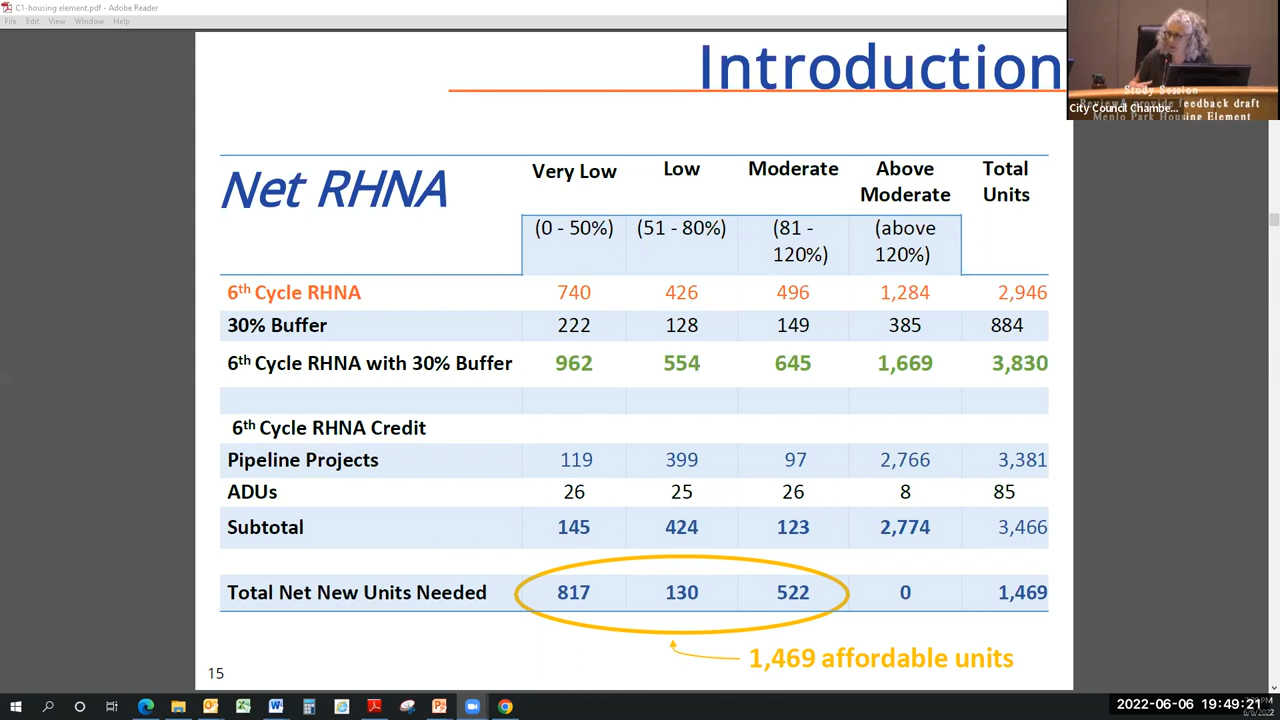 C1-housing element.pdf - Adobe Reader
File Edit View Window Help
Introduction
Study Session
Review & provide feedback draft
Menlo Park Housing Element
City Council Chambe...
Net RHNA
Very Low Low Moderate Above Moderate Total Units
(0 - 50%) (51 - 80%) (81 - 120%) (above 120%)
6th Cycle RHNA 740 426 496 1,284 2,946
30% Buffer 222 128 149 385 884
6th Cycle RHNA with 30% Buffer 962 554 645 1,669 3,830
6th Cycle RHNA Credit
Pipeline Projects 119 399 97 2,766 3,381
ADUs 26 25 26 8 85
Subtotal 145 424 123 2,774 3,466
Total Net New Units Needed 817 130 522 0 1,469
1,469 affordable units
15
2022-06-06 19:49:21